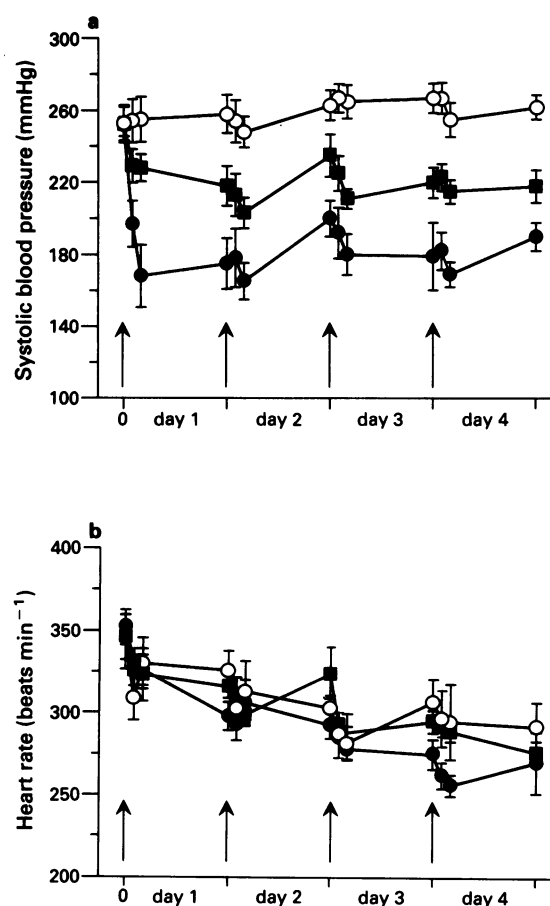 a
Systolic blood pressure (mmHg)
300
260
220
180
140
100
0 day 1 day 2 day 3 day 4
b
Heart rate (beats min⁻¹)
400
350
300
250
200
0 day 1 day 2 day 3 day 4